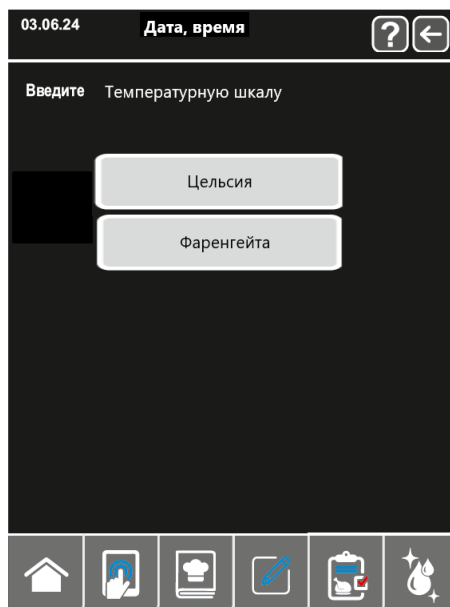 03.06.24 Дата, время ?
Введите Температурную шкалу
Цельсия
Фаренгейта